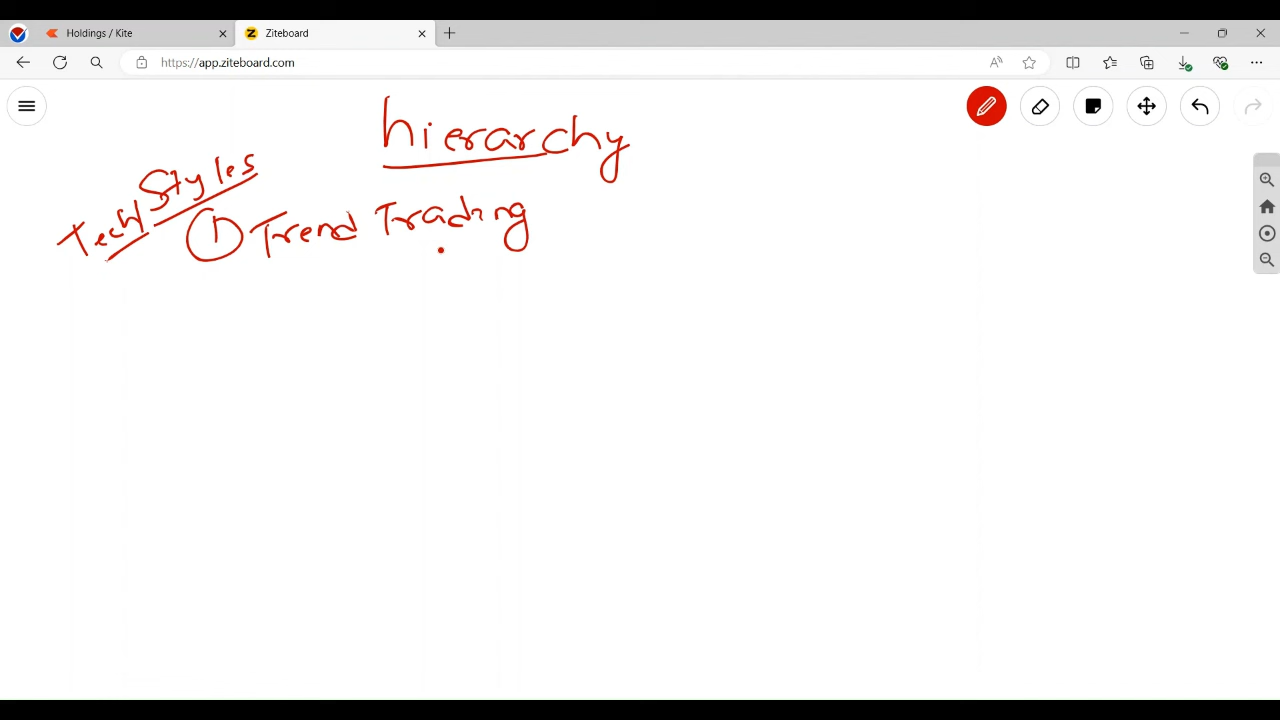 Holdings / Kite
Ziteboard
https://app.ziteboard.com
hierarchy
Styles
Tech/
① Trend Trading